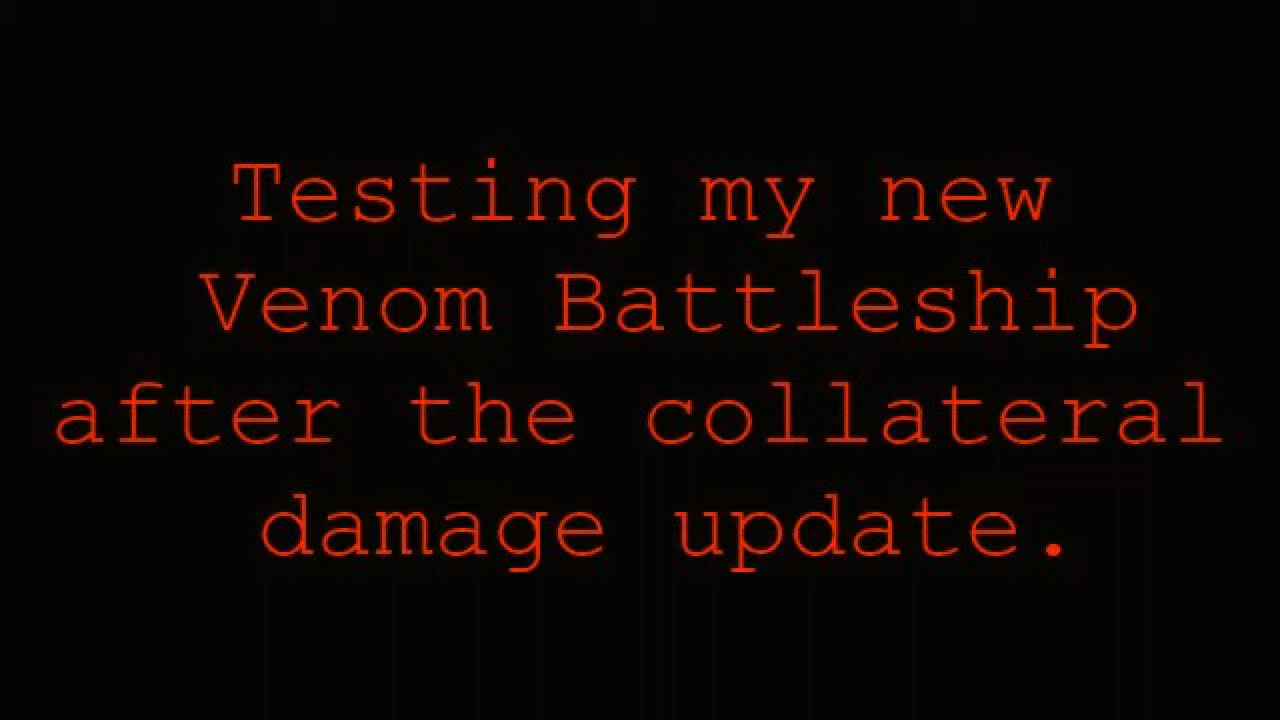 Testing my new
Venom Battleship
after the collateral
damage update.